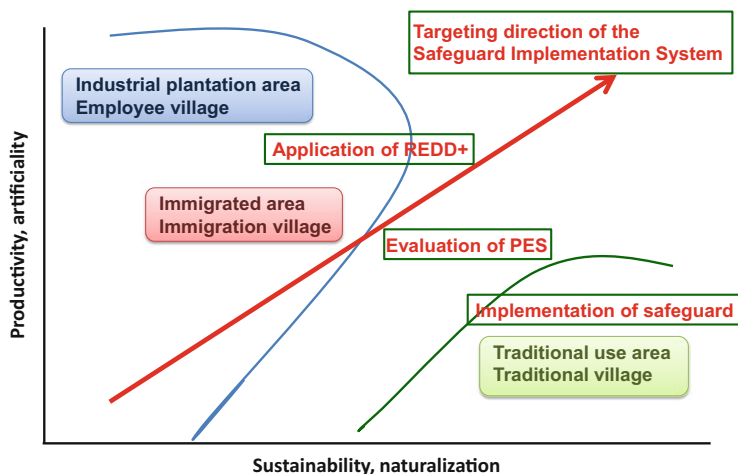 Targeting direction of the
Safeguard Implementation System
Industrial plantation area
Employee village
Application of REDD+
Immigrated area
Immigration village
Evaluation of PES
Implementation of safeguard
Traditional use area
Traditional village
Productivity, artificiality
Sustainability, naturalization